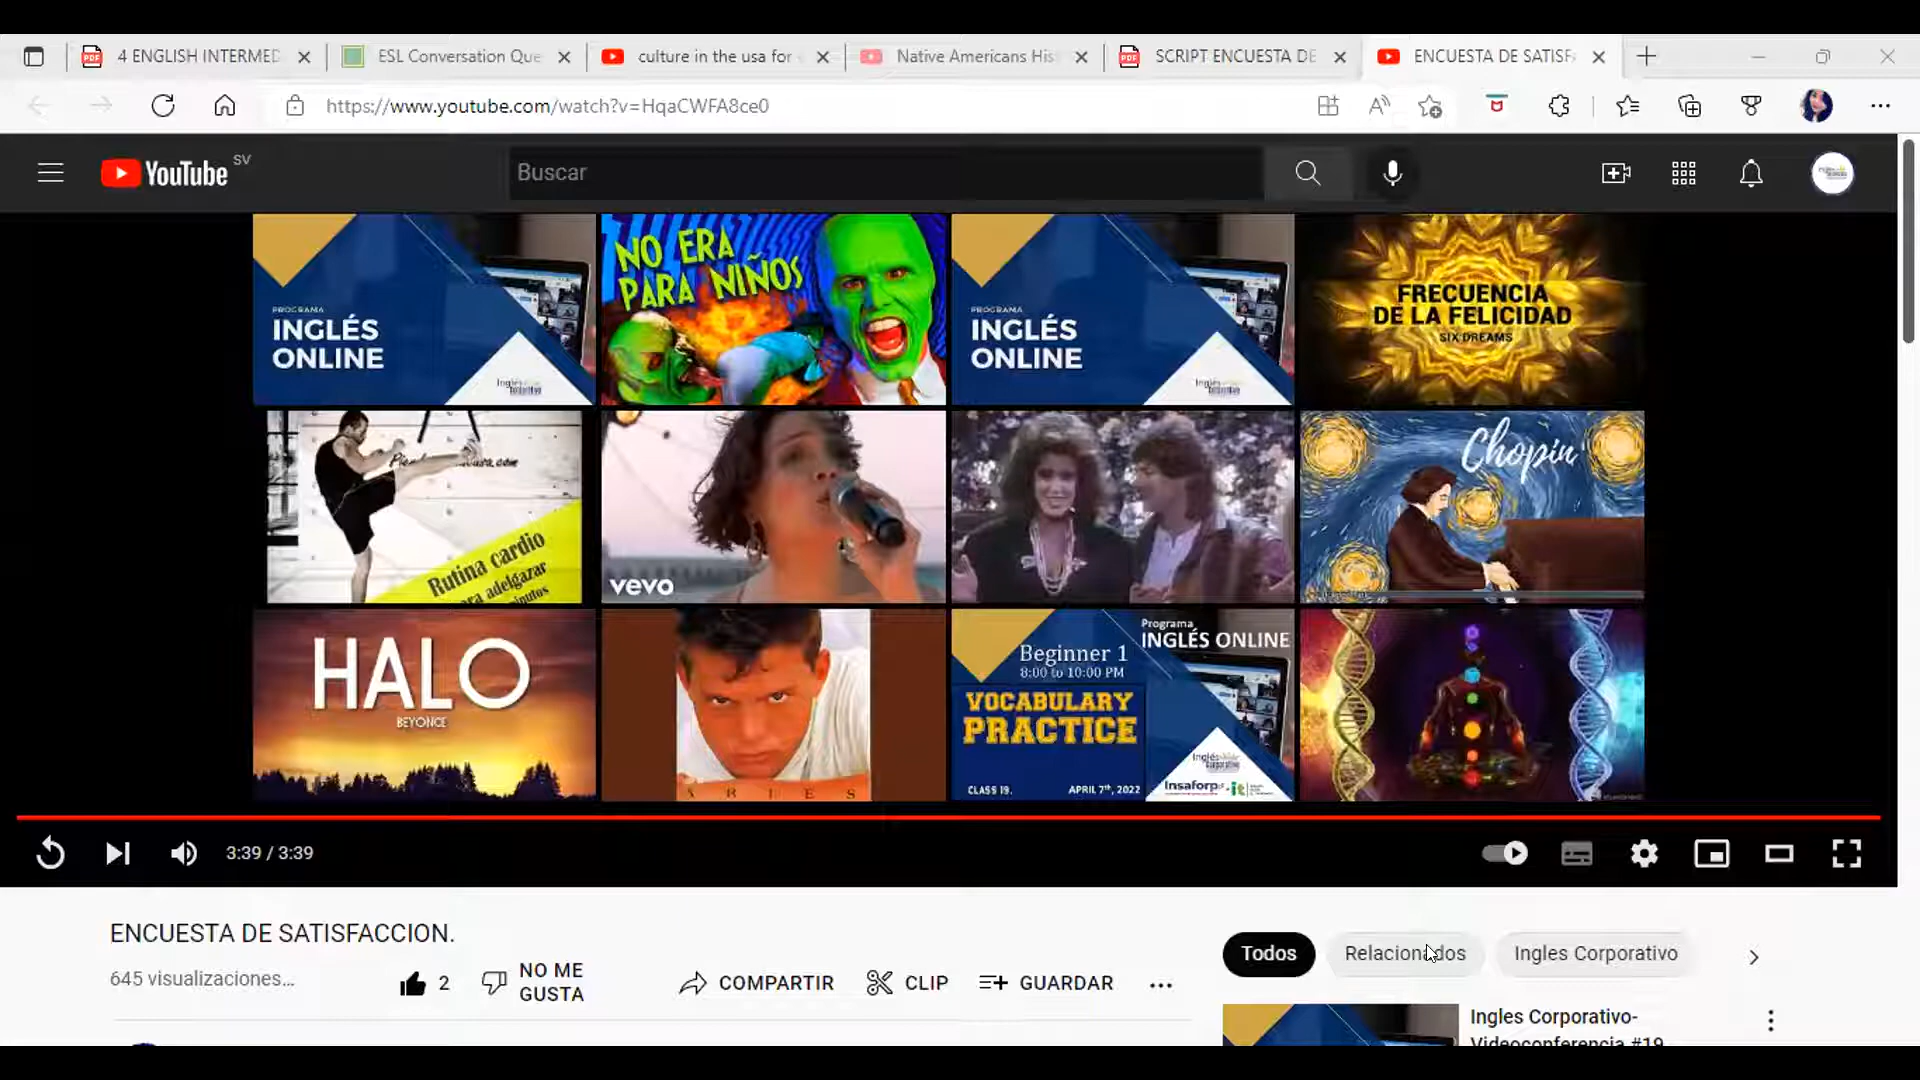 4 ENGLISH INTERMED
ESL Conversation Que
culture in the usa for
Native Americans His
SCRIPT ENCUESTA DE
ENCUESTA DE SATISF
https://www.youtube.com/watch?v=HqaCWFA8ce0
YouTube SV
Buscar
PROGRAMA
INGLÉS
ONLINE
NO ERA
PARA NIÑOS
PROGRAMA
INGLÉS
ONLINE
FRECUENCIA
DE LA FELICIDAD
SIX DREAMS
Rutina cardio
adelgazar
vevo
Chopin
HALO
BEYONCE
A R I E S
Programa
INGLÉS ONLINE
Beginner 1
8:00 to 10:00 PM
VOCABULARY
PRACTICE
Insaforp
CLASS 19.
APRIL 7th, 2022
3:39 / 3:39
ENCUESTA DE SATISFACCION.
645 visualizaciones...
2
NO ME
GUSTA
COMPARTIR
CLIP
GUARDAR
Todos
Relacionados
Ingles Corporativo
Ingles Corporativo-
Videoconferencia #19